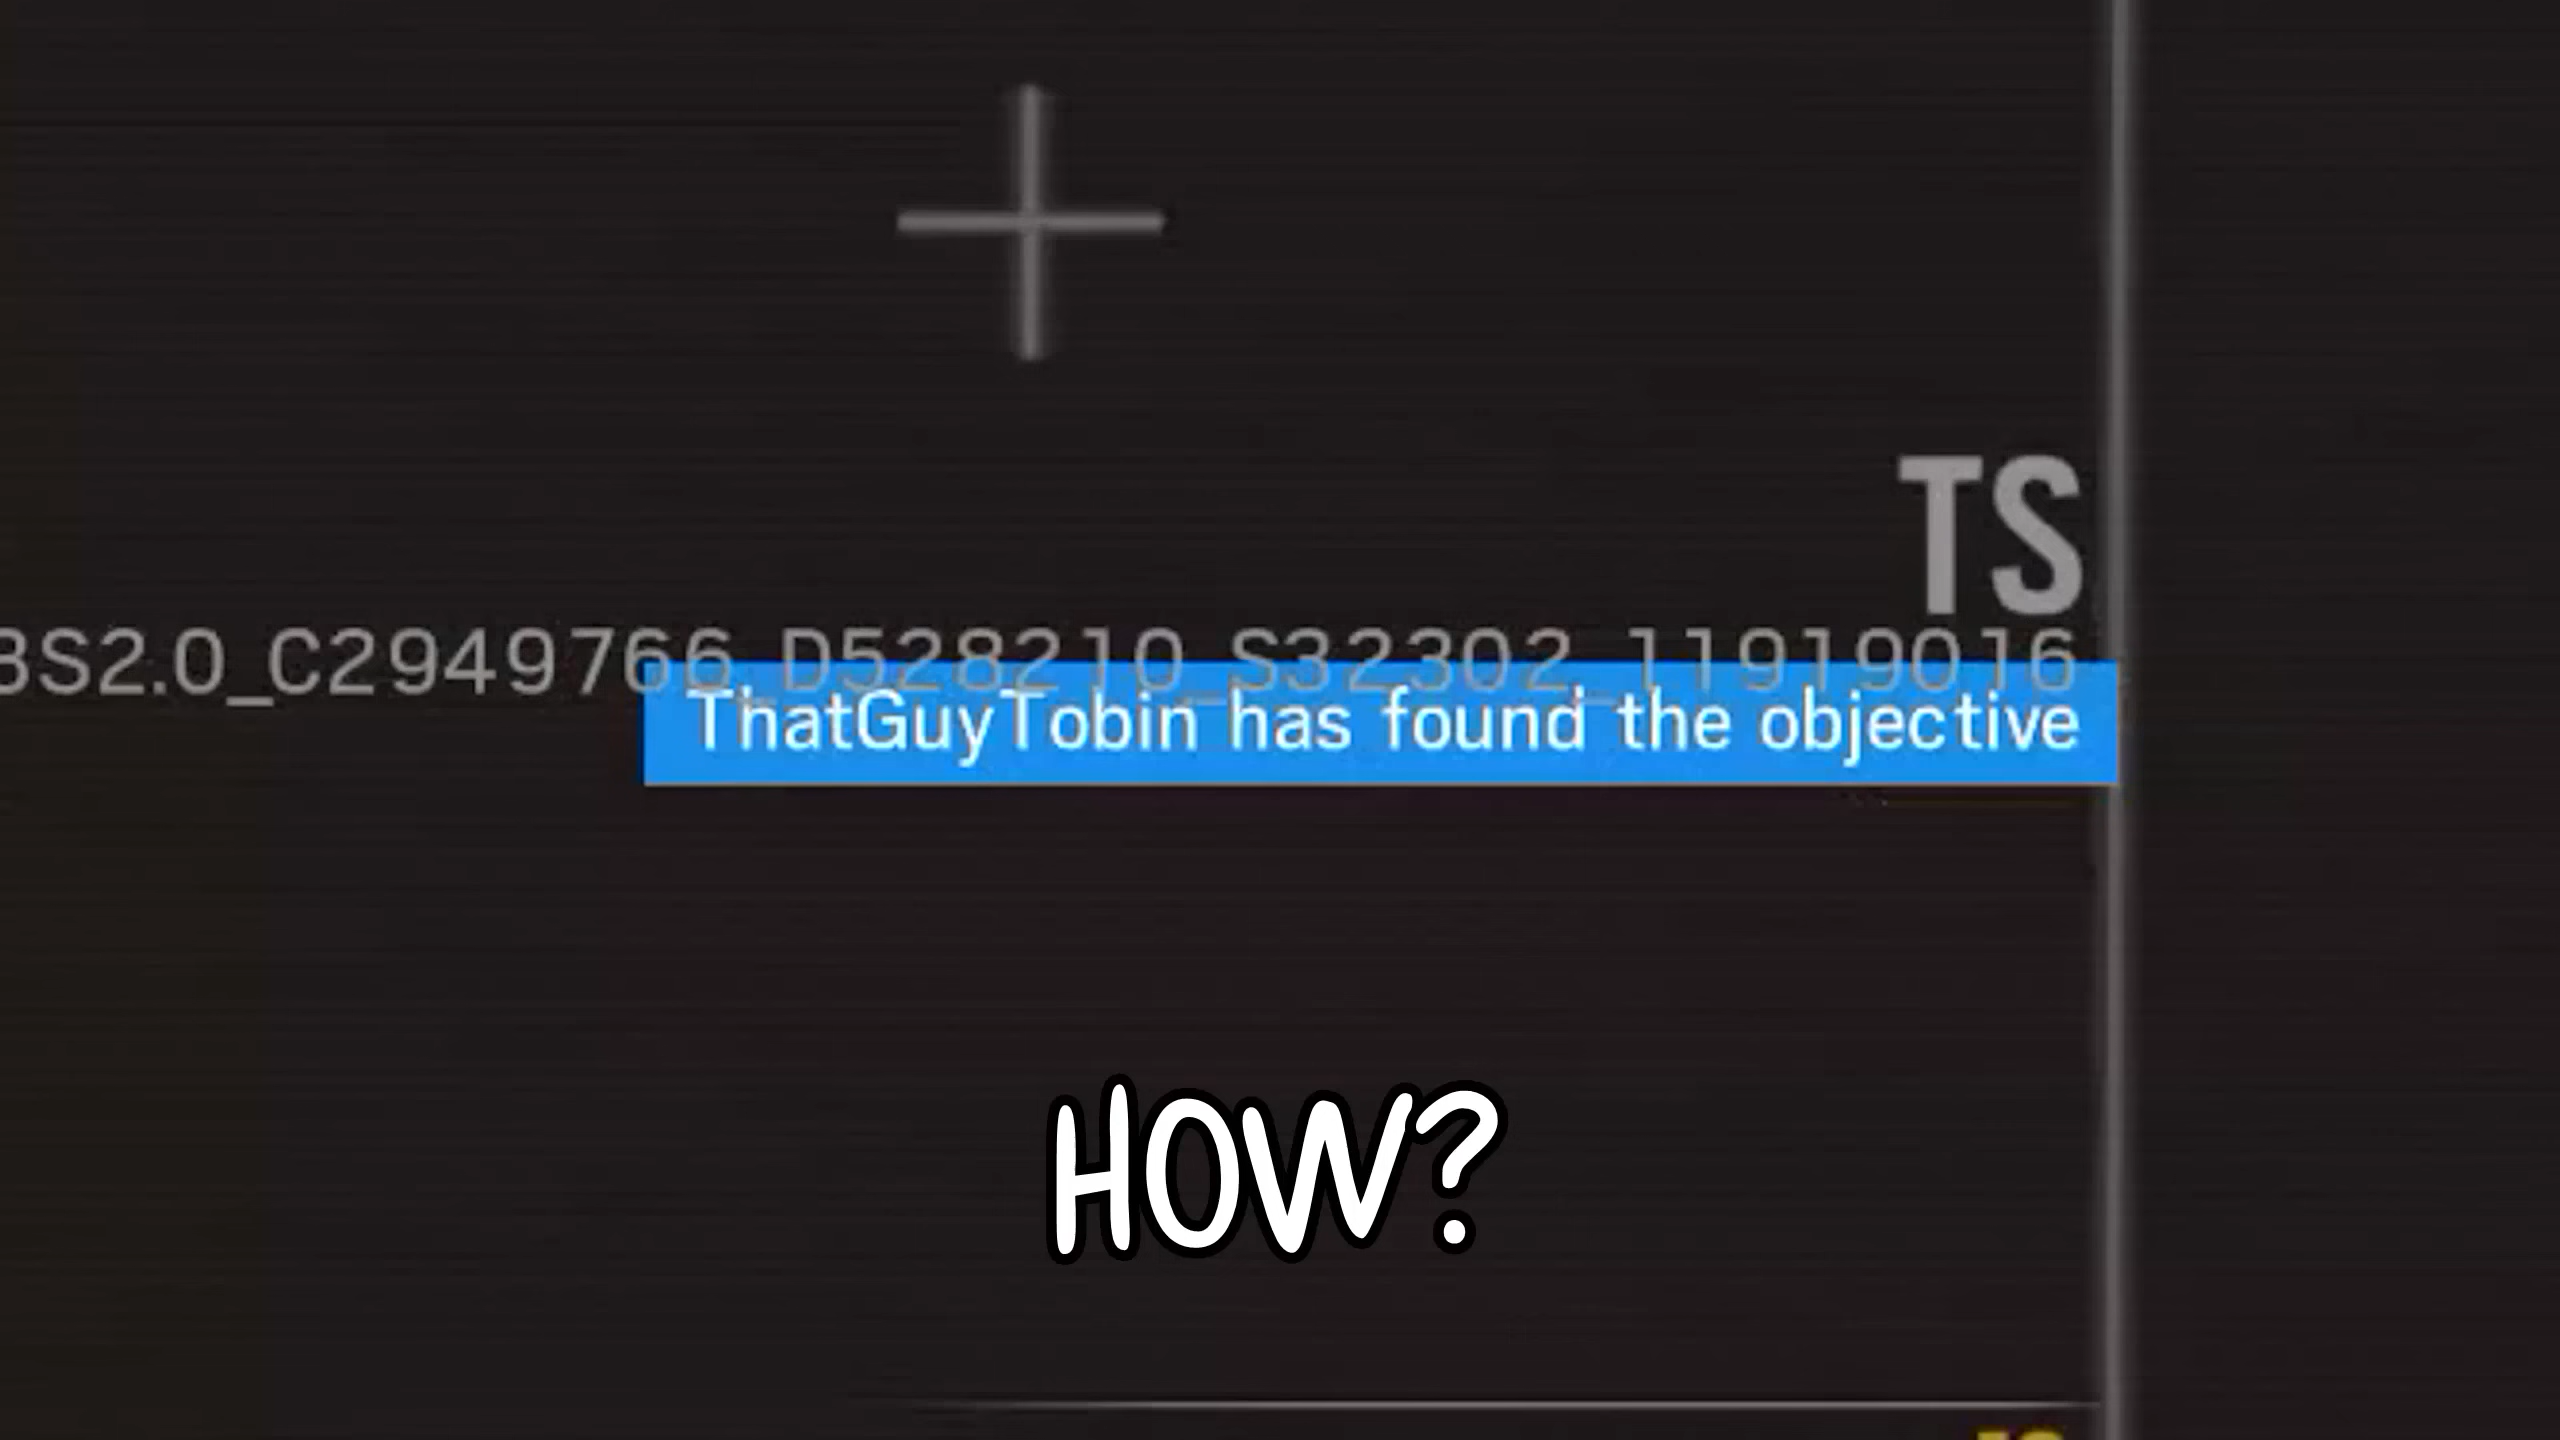 TS
BS2.0_C2949766_D528210_S32302_11919016
ThatGuyTobin has found the objective
HOW?